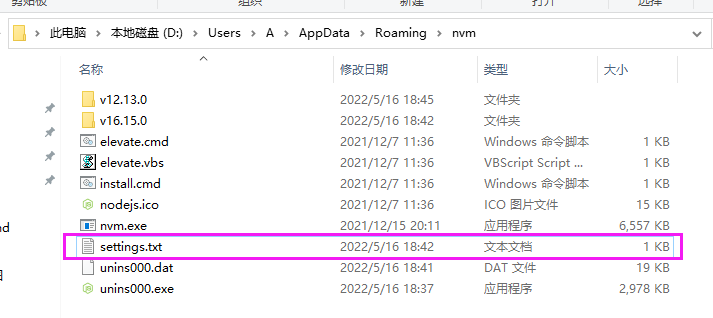 剪贴板 组织 新建 打开 选择
此电脑 > 本地磁盘 (D:) > Users > A > AppData > Roaming > nvm
名称 修改日期 类型 大小
v12.13.0 2022/5/16 18:45 文件夹
v16.15.0 2022/5/16 18:42 文件夹
elevate.cmd 2021/12/7 11:36 Windows 命令脚本 1 KB
elevate.vbs 2021/12/7 11:36 VBScript Script ... 1 KB
install.cmd 2021/12/7 11:36 Windows 命令脚本 1 KB
nodejs.ico 2021/12/7 11:36 ICO 图片文件 15 KB
nvm.exe 2021/12/15 20:11 应用程序 6,557 KB
nd
settings.txt 2022/5/16 18:42 文本文档 1 KB
unins000.dat 2022/5/16 18:41 DAT 文件 19 KB
unins000.exe 2022/5/16 18:37 应用程序 2,978 KB